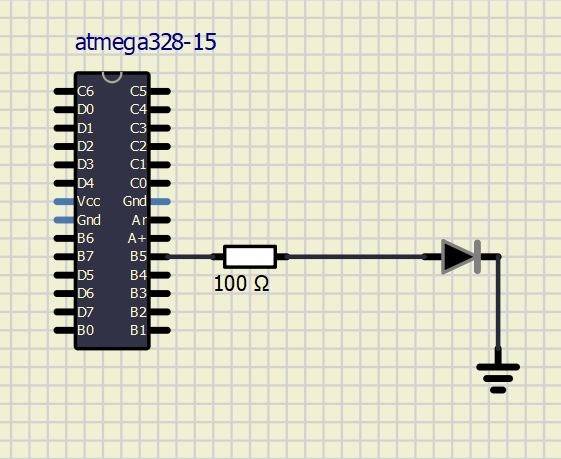 atmega328-15
C6 C5
D0 C4
D1 C3
D2 C2
D3 C1
D4 C0
Vcc Gnd
Gnd Ar
B6 A+
B7 B5
D5 B4
D6 B3
D7 B2
B0 B1
100 Ω